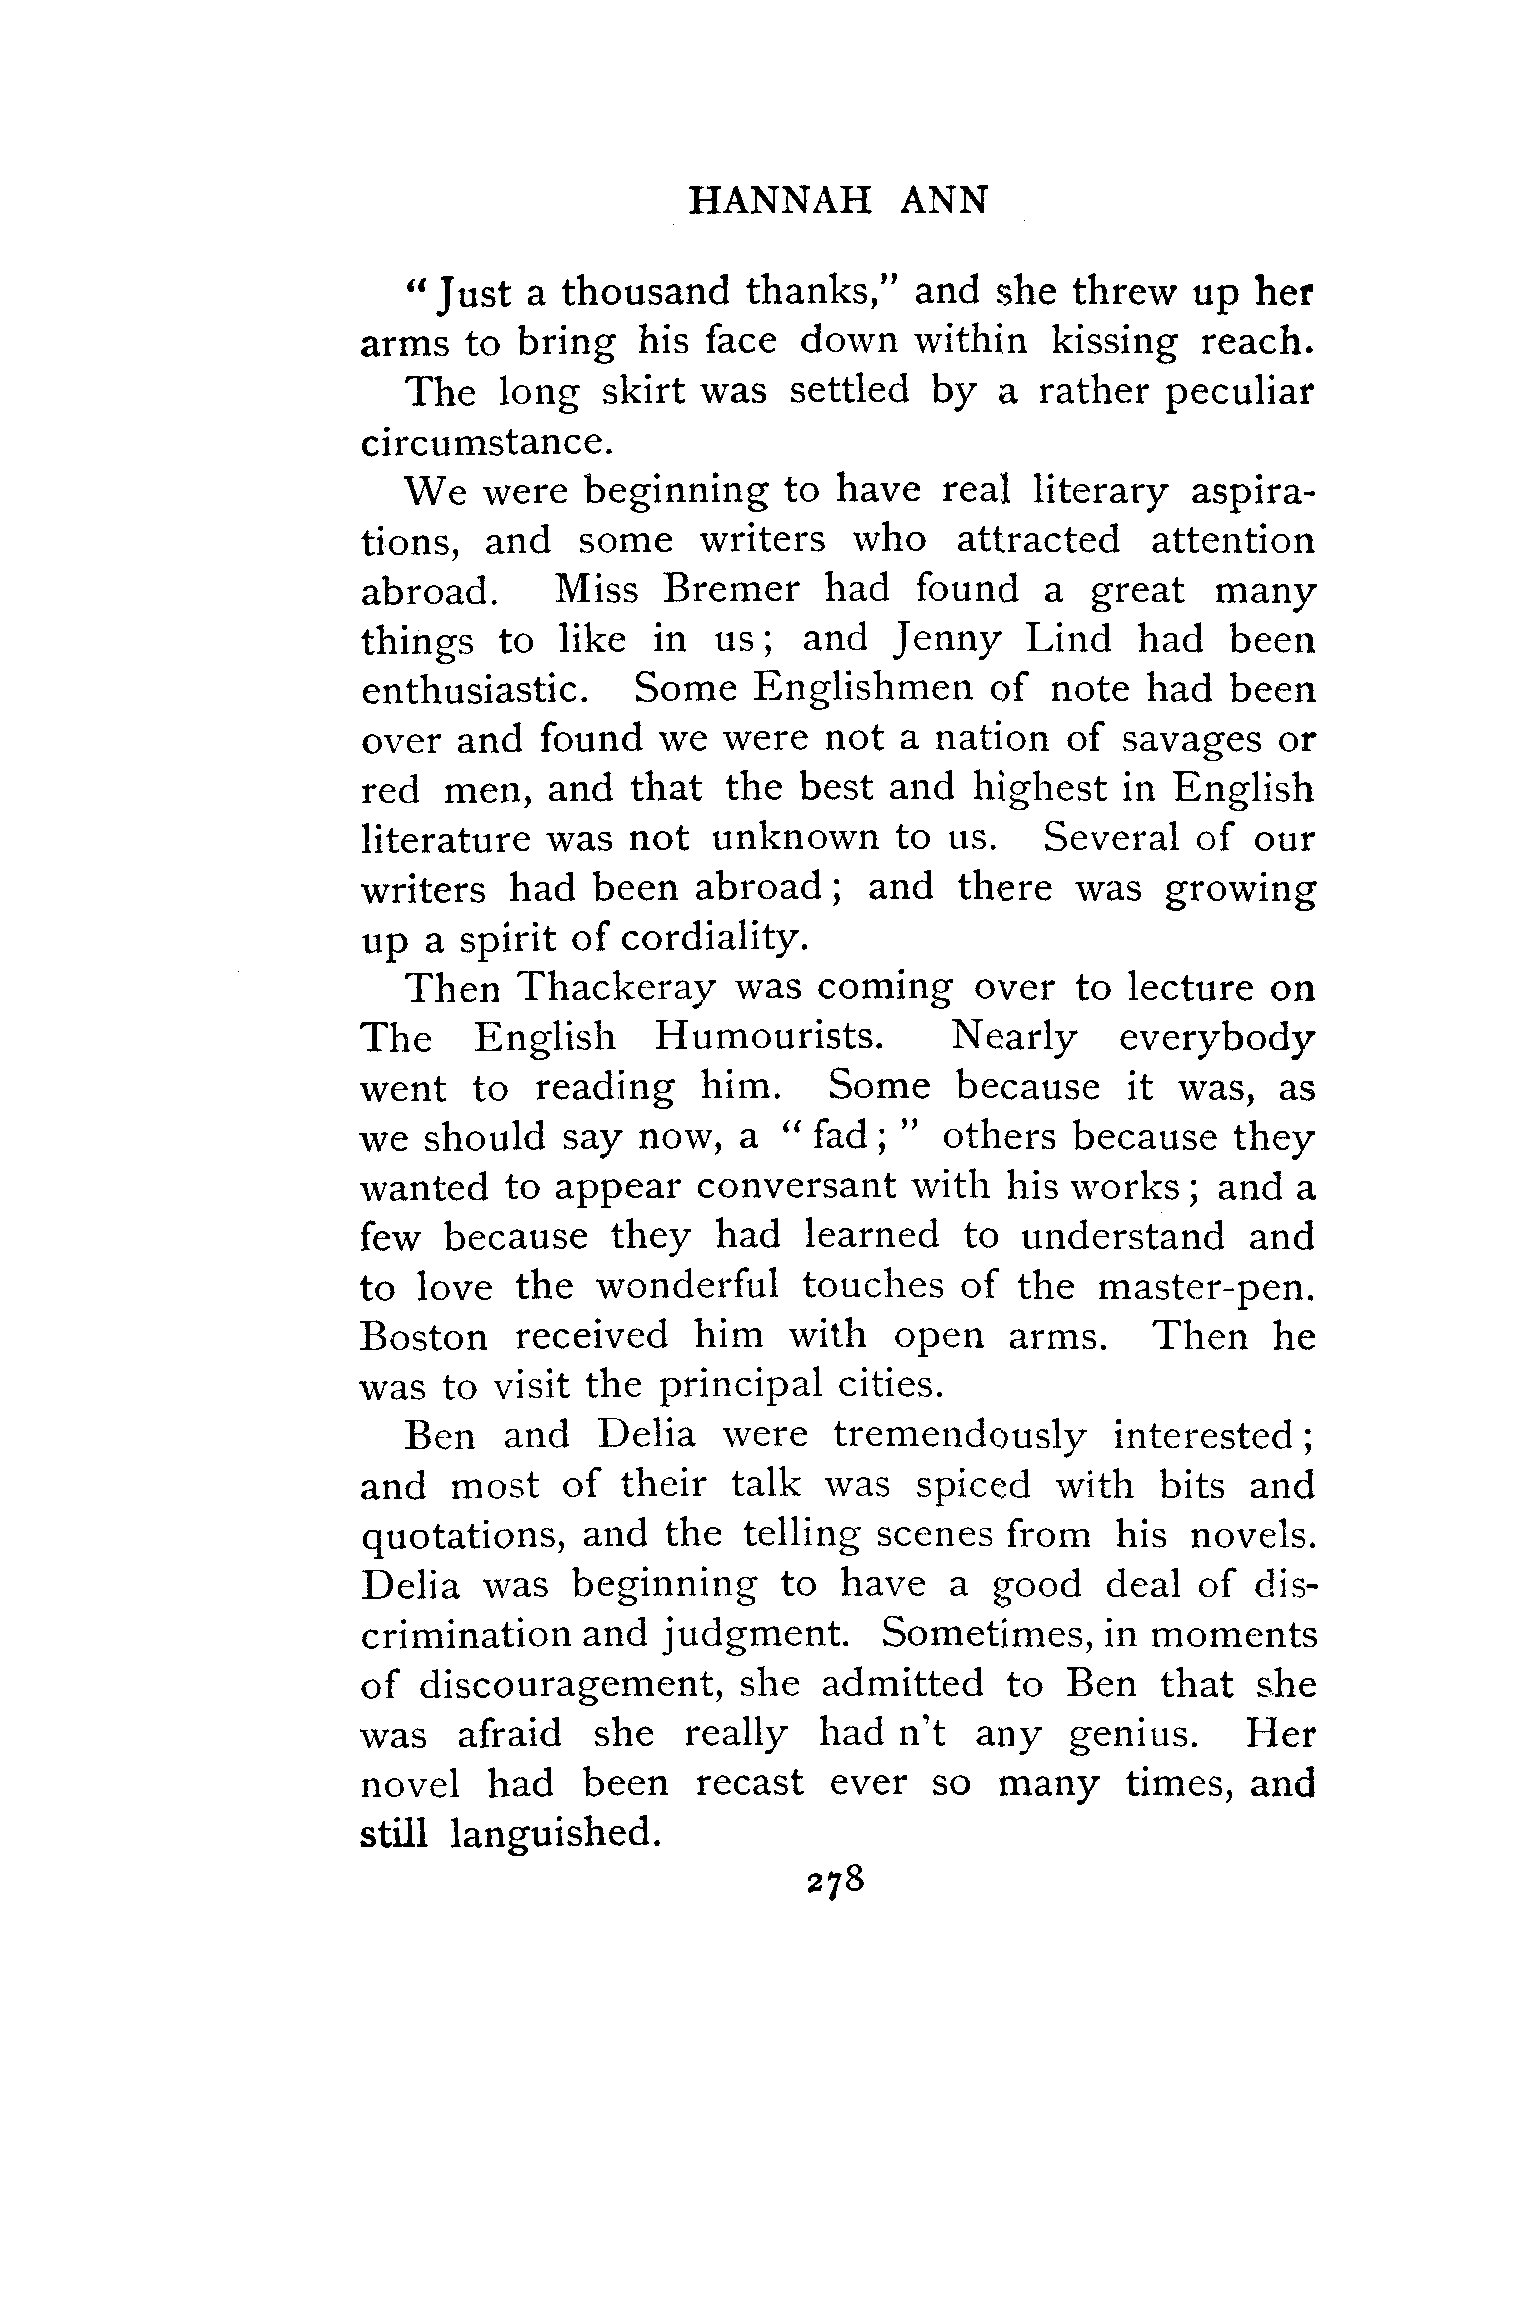 HANNAH ANN
“Just a thousand thanks,” and she threw up her
arms to bring his face down within kissing reach.
The long skirt was settled by a rather peculiar
circumstance.
We were beginning to have real literary aspira-
tions, and some writers who attracted attention
abroad. Miss Bremer had found a great many
things to like in us; and Jenny Lind had been
enthusiastic. Some Englishmen of note had been
over and found we were not a nation of savages or
red men, and that the best and highest in English
literature was not unknown to us. Several of our
writers had been abroad; and there was growing
up a spirit of cordiality.
Then Thackeray was coming over to lecture on
The English Humourists. Nearly everybody
went to reading him. Some because it was, as
we should say now, a “fad;” others because they
wanted to appear conversant with his works; and a
few because they had learned to understand and
to love the wonderful touches of the master-pen.
Boston received him with open arms. Then he
was to visit the principal cities.
Ben and Delia were tremendously interested;
and most of their talk was spiced with bits and
quotations, and the telling scenes from his novels.
Delia was beginning to have a good deal of dis-
crimination and judgment. Sometimes, in moments
of discouragement, she admitted to Ben that she
was afraid she really had n't any genius. Her
novel had been recast ever so many times, and
still languished.
278